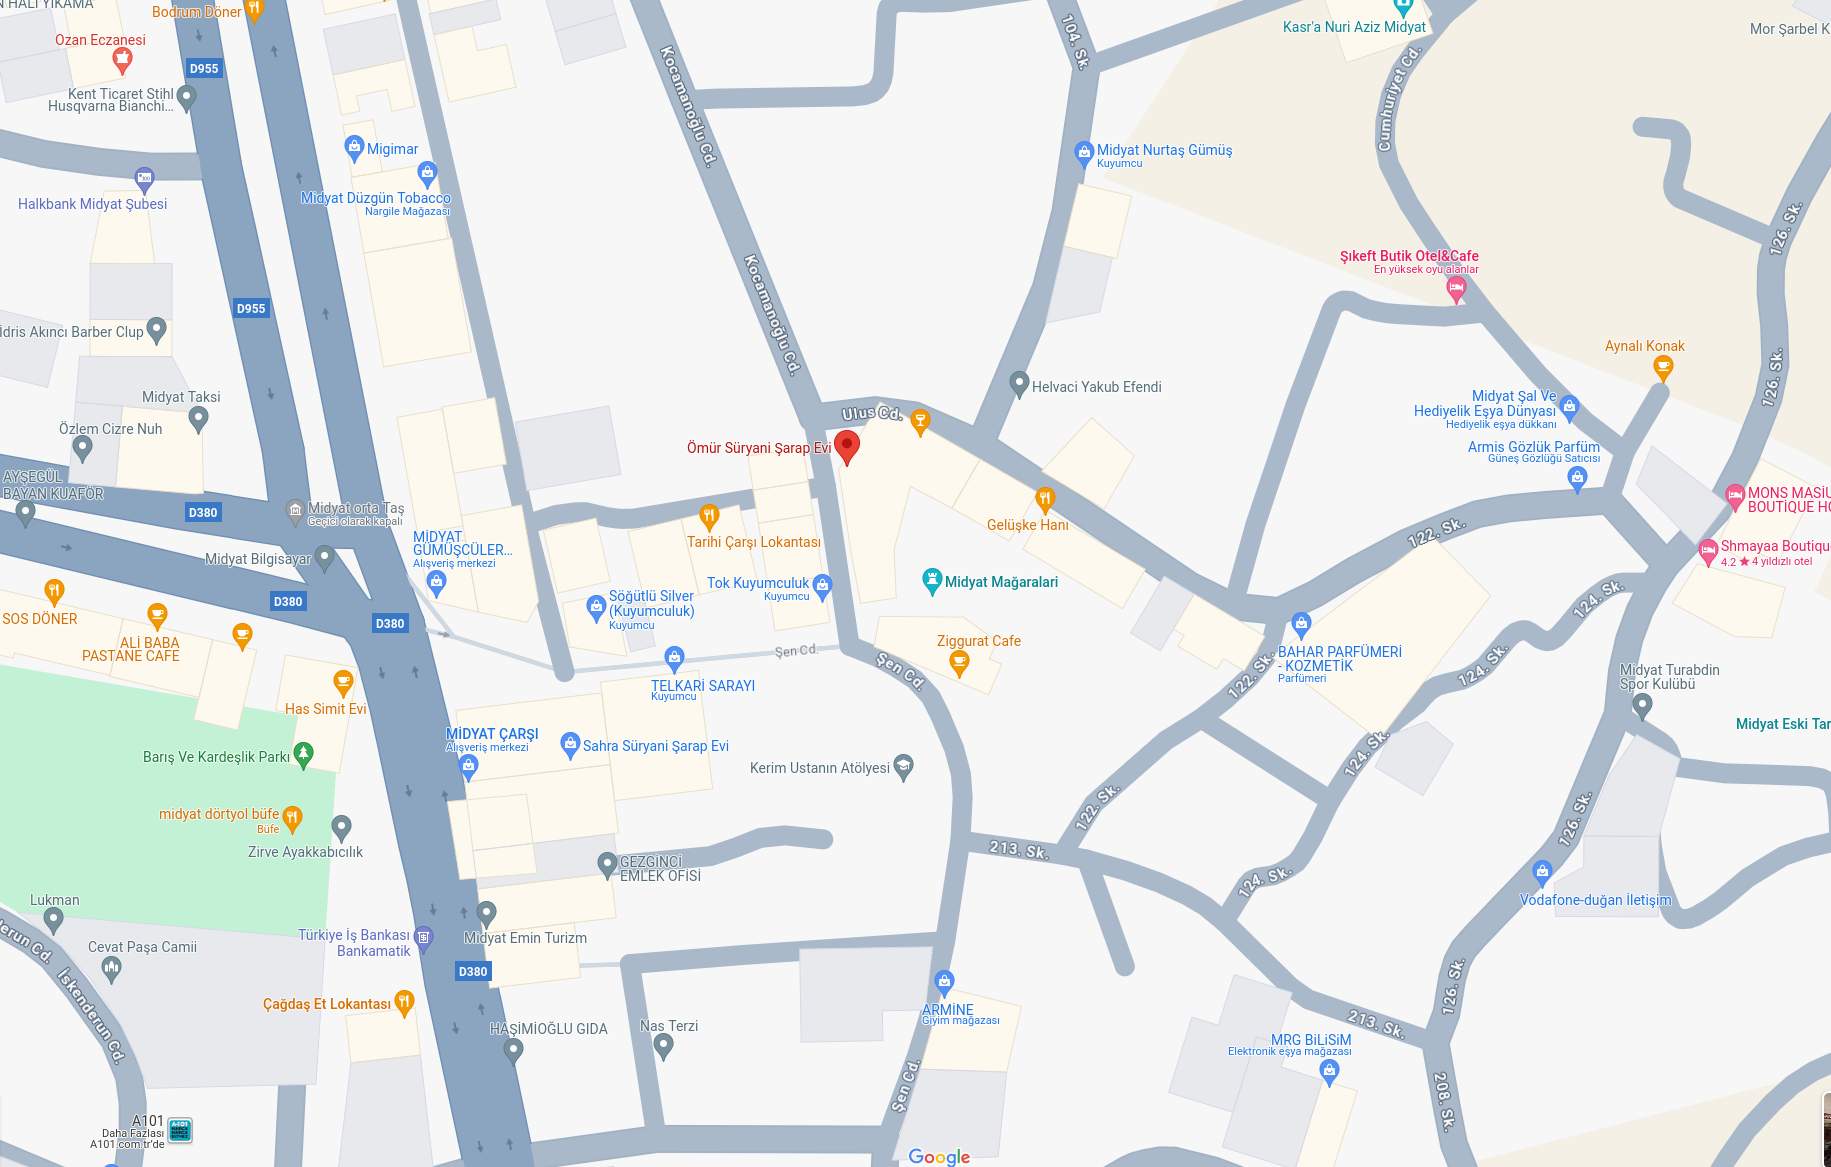 N HALI YIKAMA
Bodrum Döner
Ozan Eczanesi
D955
Kent Ticaret Stihl
Husqvarna Bianchi...
Kocamanoğlu Cd.
104. Sk.
Kasr'a Nuri Aziz Midyat
Mor Şarbel K
Cumhuriyet Cd.
Migimar
Midyat Nurtaş Gümüş
Kuyumcu
Halkbank Midyat Şubesi
Midyat Düzgün Tobacco
Nargile Mağazası
126. Sk.
Şıkeft Butik Otel&Cafe
En yüksek oyu alanlar
D955
Kocamanoğlu Cd.
İdris Akıncı Barber Clup
Aynalı Konak
126. Sk.
Midyat Taksi
Helvaci Yakub Efendi
Midyat Şal Ve
Hediyelik Eşya Dünyası
Hediyelik eşya dükkanı
Ulus Cd.
Özlem Cizre Nuh
Ömür Süryani Şarap Evi
Armis Gözlük Parfüm
Güneş Gözlüğü Satıcısı
AYŞEGÜL
BAYAN KUAFÖR
D380
Midyat orta Taş
Geçici olarak kapalı
MONS MASİU
BOUTIQUE HO
Gelüşke Hanı
122. Sk.
MİDYAT
GÜMÜŞCÜLER...
Alışveriş merkezi
Tarihi Çarşı Lokantası
Midyat Bilgisayar
Shmayaa Boutique
4.2 ★ 4 yıldızlı otel
Tok Kuyumculuk
Kuyumcu
Midyat Mağaralari
D380
Söğütlü Silver
(Kuyumculuk)
Kuyumcu
124. Sk.
SOS DÖNER
D380
ALİ BABA
PASTANE CAFE
Şen Cd.
Ziggurat Cafe
BAHAR PARFÜMERİ
- KOZMETİK
Parfümeri
124. Sk.
Şen Cd.
122. Sk.
Midyat Turabdin
Spor Kulübü
TELKARİ SARAYI
Kuyumcu
Has Simit Evi
Midyat Eski Tar
MİDYAT ÇARŞI
Alışveriş merkezi
Sahra Süryani Şarap Evi
124. Sk.
Barış Ve Kardeşlik Parkı
Kerim Ustanın Atölyesi
122. Sk.
126. Sk.
midyat dörtyol büfe
Büfe
Zirve Ayakkabıcılık
213. Sk.
GEZGİNCİ
EMLEK OFİSİ
124. Sk.
Lukman
Vodafone-duğan İletişim
Türkiye İş Bankası
Bankamatik
Midyat Emin Turizm
derun Cd.
Cevat Paşa Camii
D380
126. Sk.
İskenderun Cd.
Çağdaş Et Lokantası
ARMİNE
Giyim mağazası
213. Sk.
HAŞİMİOĞLU GIDA
Nas Terzi
MRG BiLiSiM
Elektronik eşya mağazası
Şen Cd.
208. Sk.
A101
Daha Fazlası
A101.com.tr'de
A101
Google